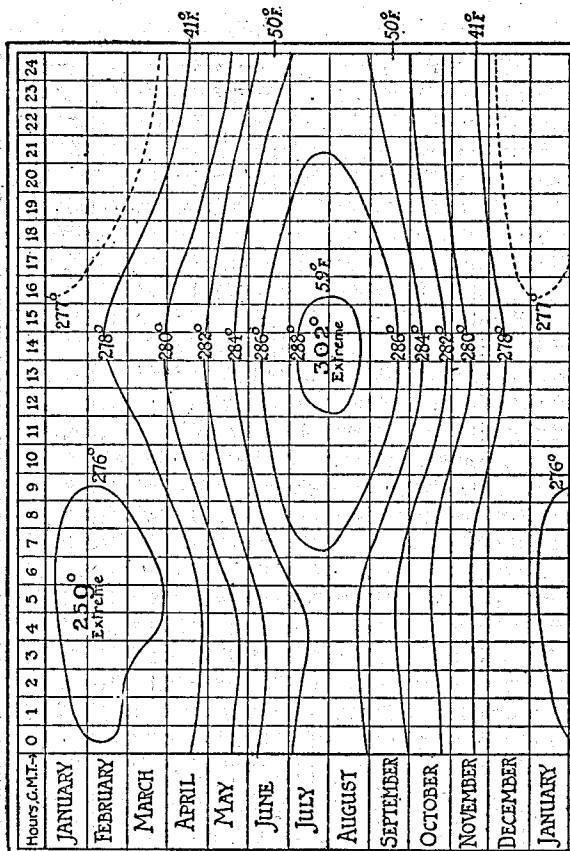 Hours, G.M.T.→ 0 1 2 3 4 5 6 7 8 9 10 11 12 13 14 15 16 17 18 19 20 21 22 23 24
JANUARY
277°
250°
Extreme
FEBRUARY
276°
278°
MARCH
41°F
APRIL
280°
MAY
282°
284°
JUNE
286°
50°F.
JULY
288°
302°
Extreme
59°F
AUGUST
SEPTEMBER
286°
50°F
OCTOBER
284°
282°
NOVEMBER
280°
41°F
DECEMBER
278°
JANUARY
276°
277°